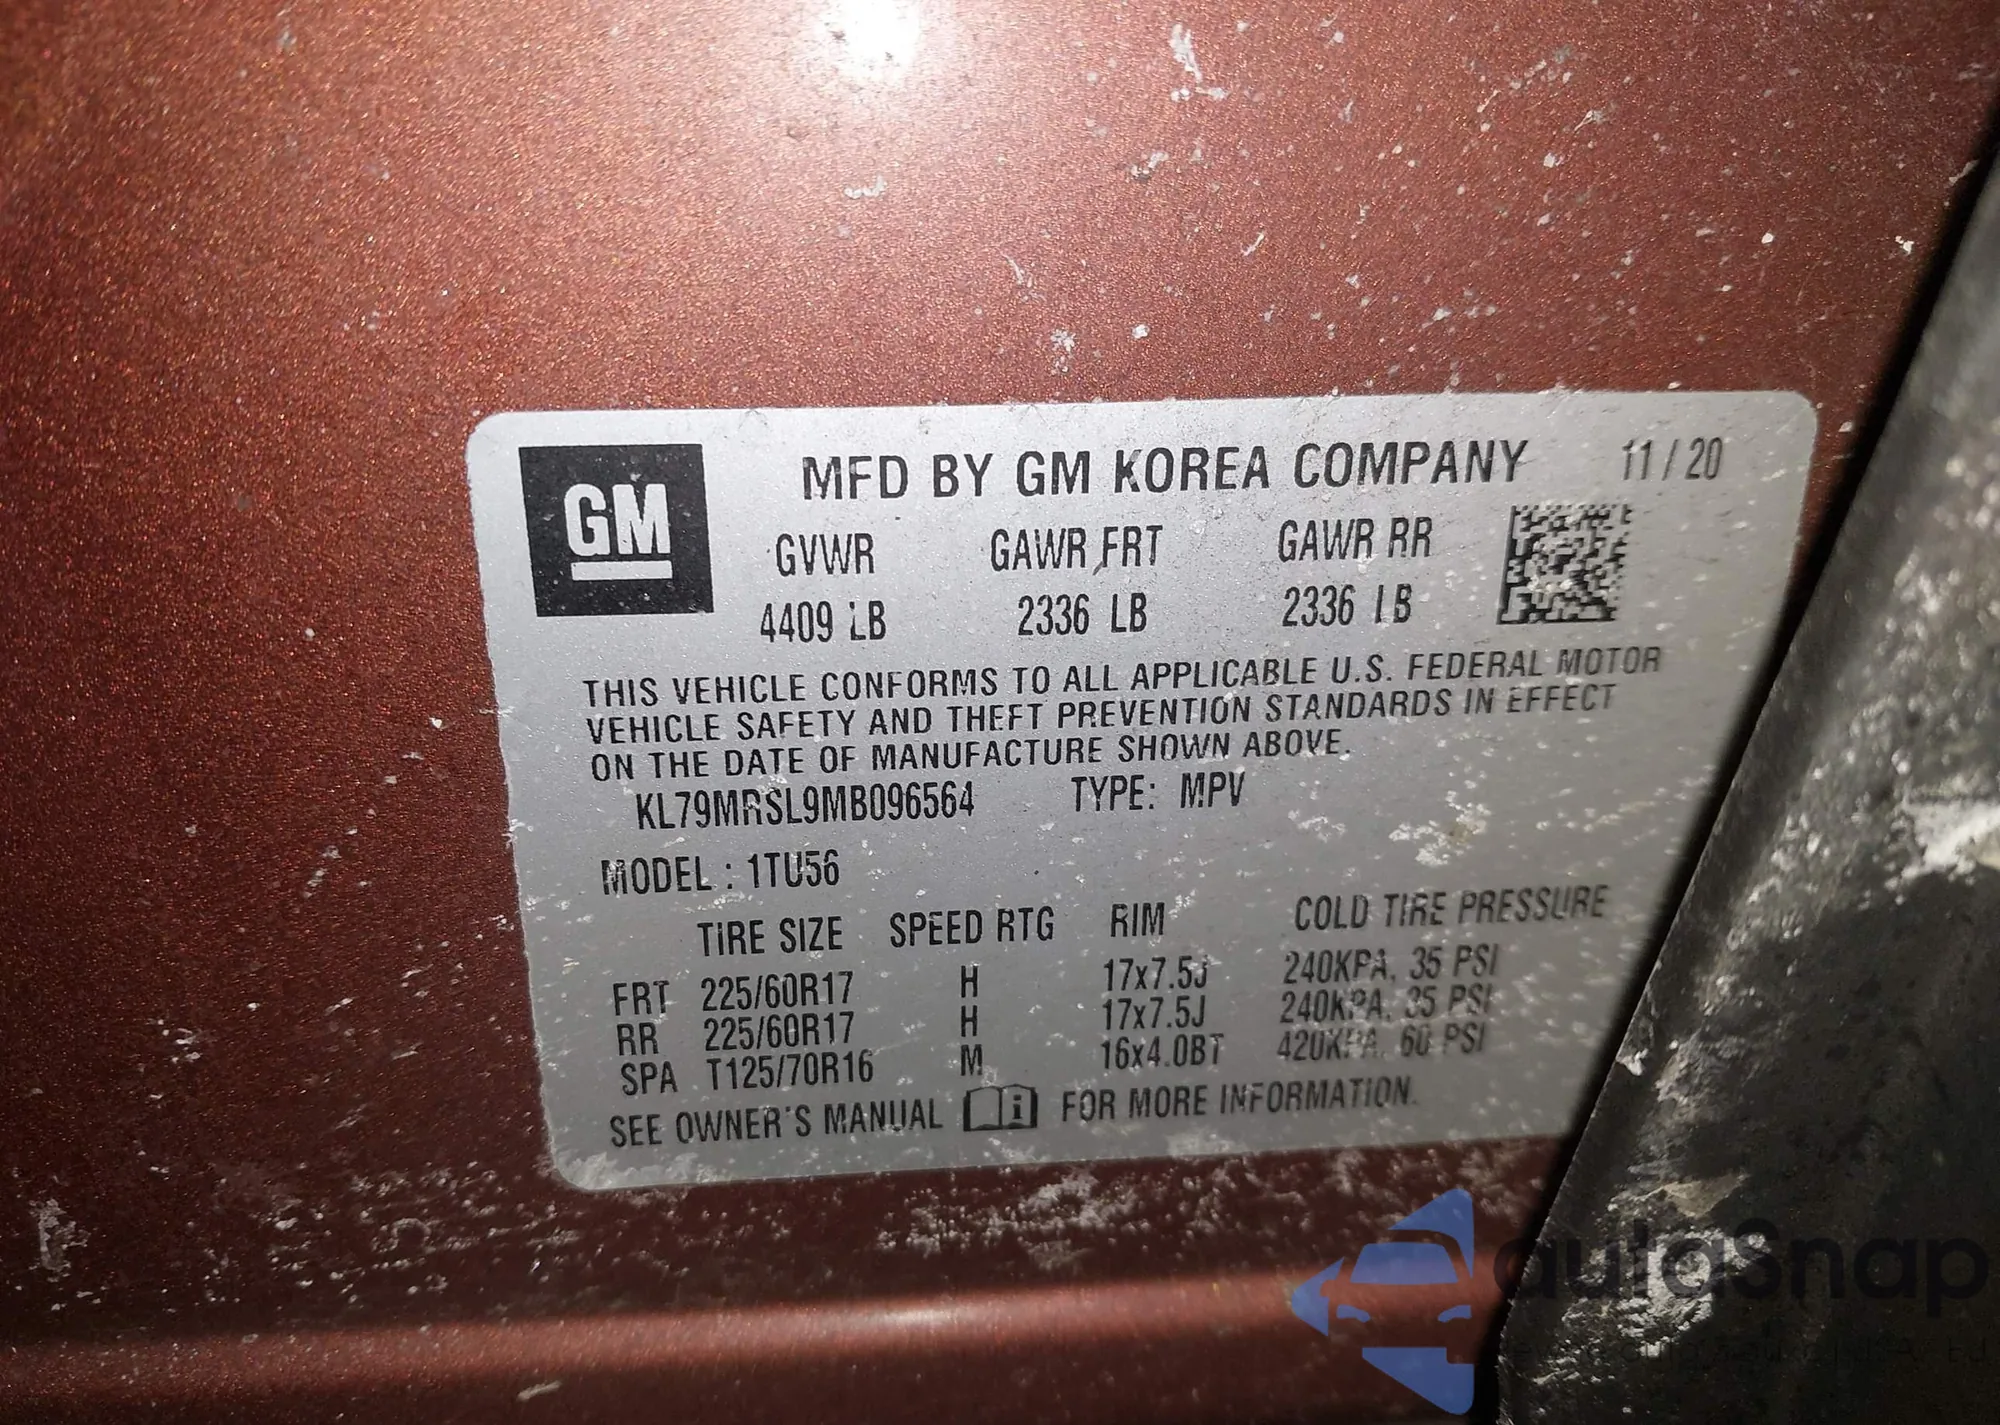 GM
MFD BY GM KOREA COMPANY 11/20
GVWR GAWR FRT GAWR RR
4409 LB 2336 LB 2336 LB
THIS VEHICLE CONFORMS TO ALL APPLICABLE U.S. FEDERAL MOTOR
VEHICLE SAFETY AND THEFT PREVENTION STANDARDS IN EFFECT
ON THE DATE OF MANUFACTURE SHOWN ABOVE.
KL79MRSL9MB096564 TYPE: MPV
MODEL : 1TU56
TIRE SIZE SPEED RTG RIM COLD TIRE PRESSURE
FRT 225/60R17 H 17x7.5J 240KPA, 35 PSI
RR 225/60R17 H 17x7.5J 240KPA, 35 PSI
SPA T125/70R16 M 16x4.0BT 420KPA, 60 PSI
SEE OWNER'S MANUAL FOR MORE INFORMATION.
autoSnap